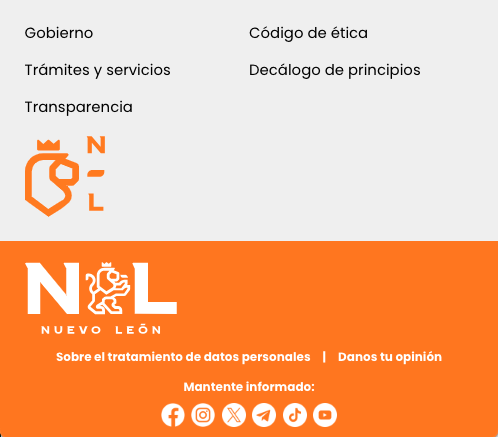 Gobierno
Código de ética
Trámites y servicios
Decálogo de principios
Transparencia
N
L
NL
NUEVO LEÓN
Sobre el tratamiento de datos personales | Danos tu opinión
Mantente informado: